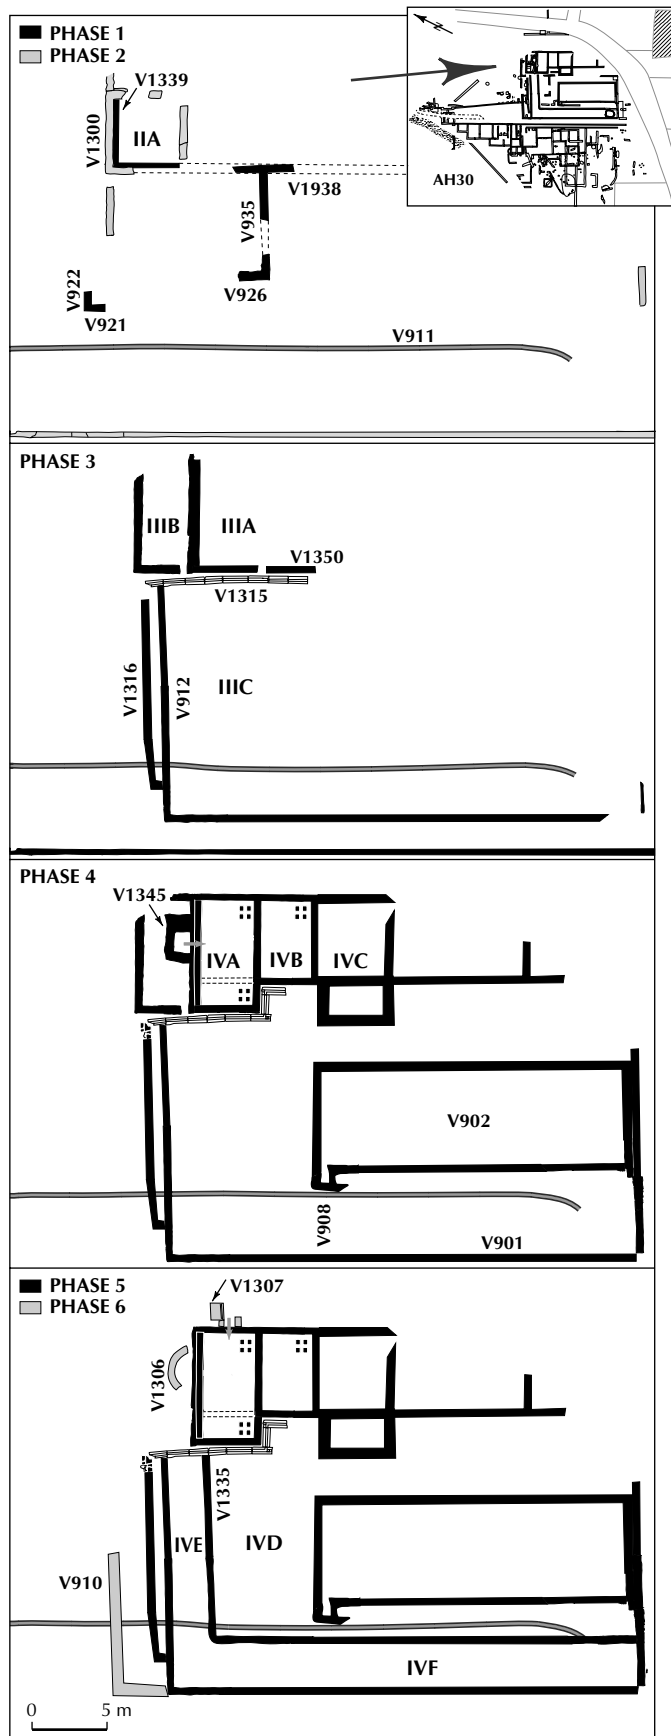 PHASE 1
PHASE 2
V1339
V1300
IIA
AH30
V1938
V935
V922
V926
V921
V911
PHASE 3
IIIB
IIIA
V1350
V1315
V1316
V912
IIIC
PHASE 4
V1345
IVA
IVB
IVC
V902
V908
V901
PHASE 5
PHASE 6
V1307
V1306
V1335
IVE
IVD
V910
IVF
0 5 m